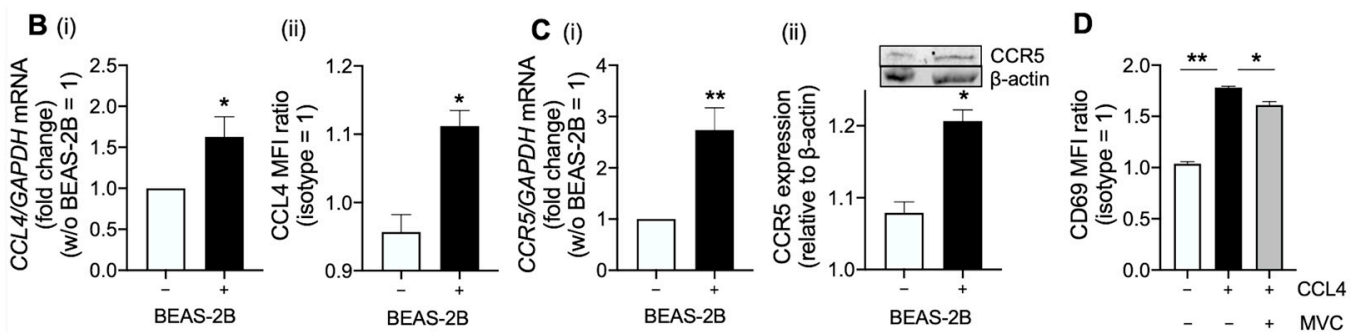 B (i)
CCL4/GAPDH mRNA
(fold change)
(w/o BEAS-2B = 1)
2.5
2.0
1.5
1.0
0.5
0.0
*
− +
BEAS-2B
(ii)
CCL4 MFI ratio
(isotype = 1)
1.2
1.1
1.0
0.9
*
− +
BEAS-2B
C (i)
CCR5/GAPDH mRNA
(fold change)
(w/o BEAS-2B = 1)
4
3
2
1
0
**
− +
BEAS-2B
(ii)
CCR5
β-actin
CCR5 expression
(relative to β-actin)
1.2
1.1
1.0
*
− +
BEAS-2B
D
CD69 MFI ratio
(isotype = 1)
2.0
1.5
1.0
0.5
0.0
** *
− + + CCL4
− − + MVC